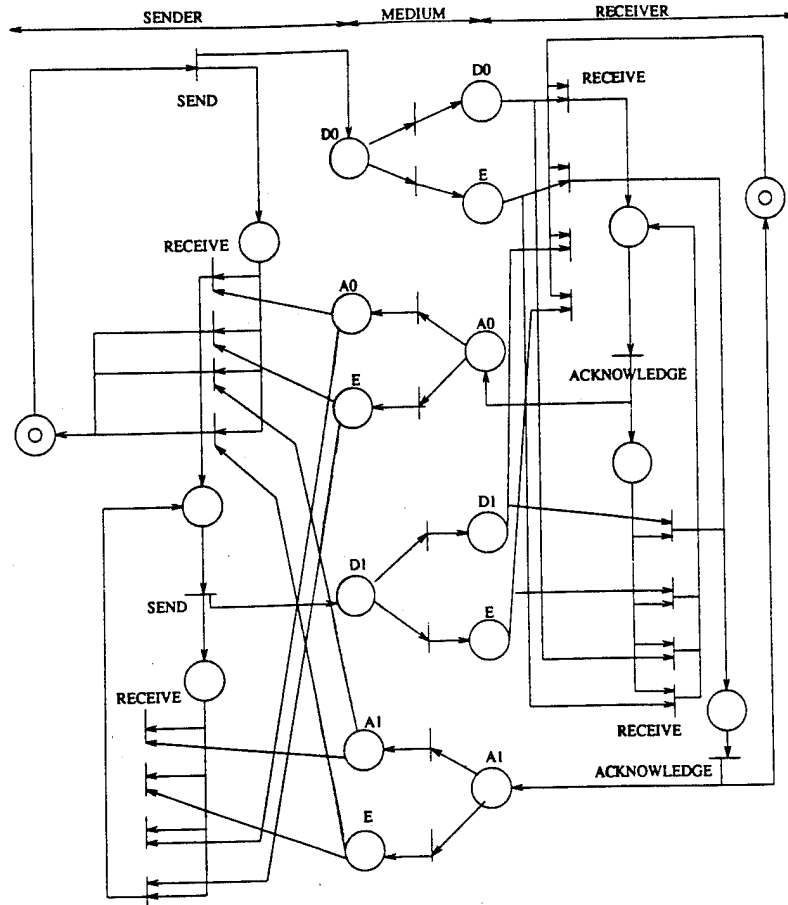 SENDER MEDIUM RECEIVER
D0
RECEIVE
SEND
D0
E
RECEIVE
A0
A0
ACKNOWLEDGE
E
D1
D1
SEND
E
RECEIVE
A1
RECEIVE
A1
ACKNOWLEDGE
E